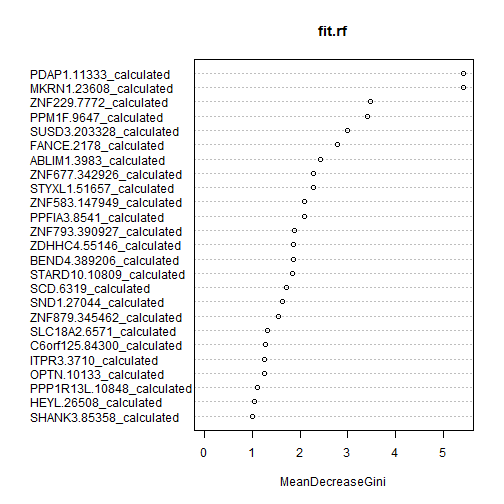 fit.rf
PDAP1.11333_calculated
MKRN1.23608_calculated
ZNF229.7772_calculated
PPM1F.9647_calculated
SUSD3.203328_calculated
FANCE.2178_calculated
ABLIM1.3983_calculated
ZNF677.342926_calculated
STYXL1.51657_calculated
ZNF583.147949_calculated
PPFIA3.8541_calculated
ZNF793.390927_calculated
ZDHHC4.55146_calculated
BEND4.389206_calculated
STARD10.10809_calculated
SCD.6319_calculated
SND1.27044_calculated
ZNF879.345462_calculated
SLC18A2.6571_calculated
C6orf125.84300_calculated
ITPR3.3710_calculated
OPTN.10133_calculated
PPP1R13L.10848_calculated
HEYL.26508_calculated
SHANK3.85358_calculated
0 1 2 3 4 5
MeanDecreaseGini